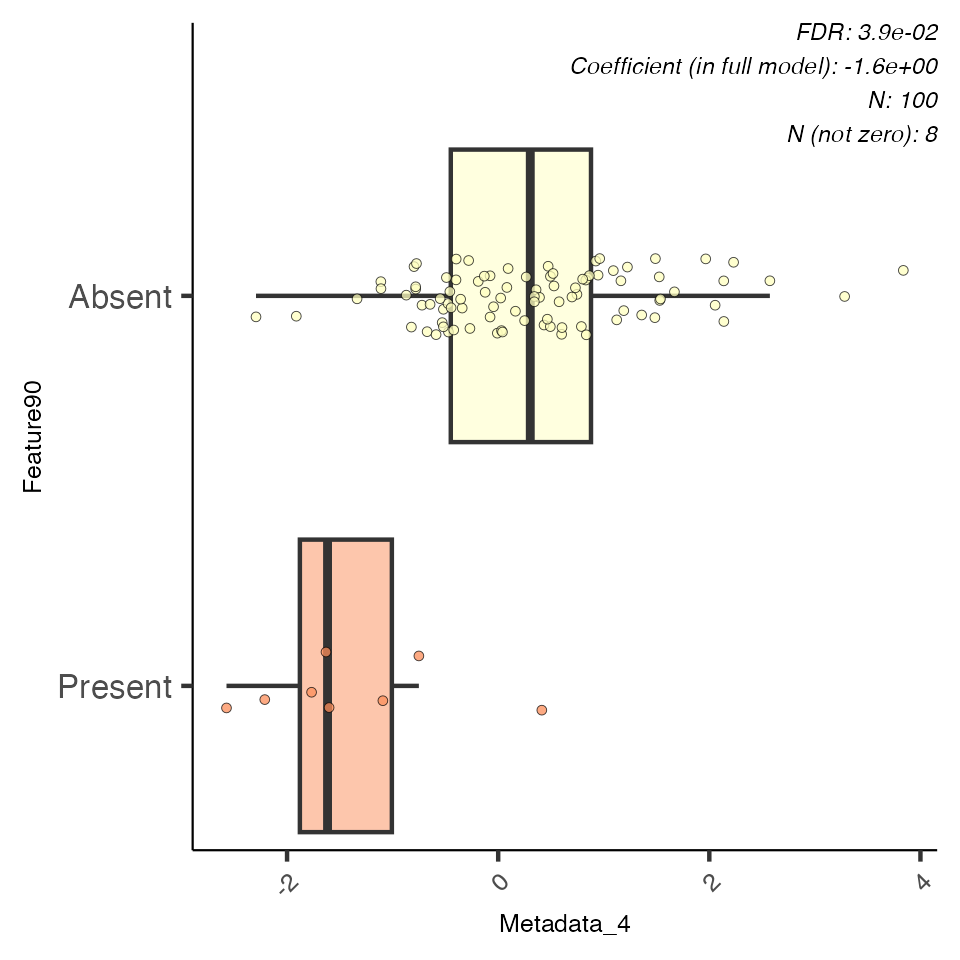 FDR: 3.9e-02
Coefficient (in full model): -1.6e+00
N: 100
N (not zero): 8
Absent
Feature90
Present
-2
0
2
4
Metadata_4